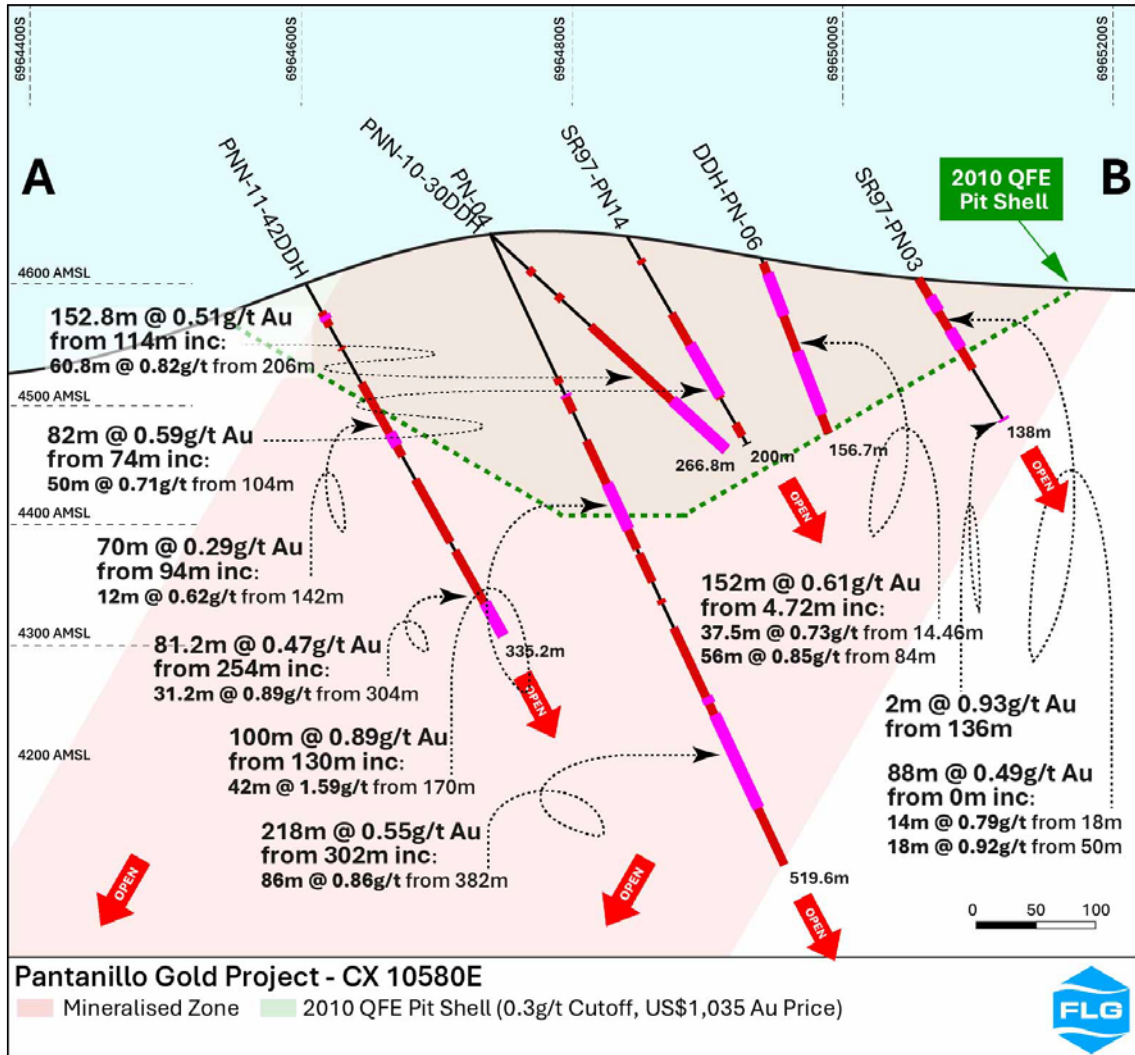 6964400S
6964600S
6964800S
6965000S
6965200S
A
B
PNN-11-42DDH
PNN-10-30DDH
PN-04
SR97-PN14
DDH-PN-06
SR97-PN03
2010 QFE
Pit Shell
4600 AMSL
4500 AMSL
4400 AMSL
4300 AMSL
4200 AMSL
152.8m @ 0.51g/t Au
from 114m inc:
60.8m @ 0.82g/t from 206m
82m @ 0.59g/t Au
from 74m inc:
50m @ 0.71g/t from 104m
70m @ 0.29g/t Au
from 94m inc:
12m @ 0.62g/t from 142m
81.2m @ 0.47g/t Au
from 254m inc:
31.2m @ 0.89g/t from 304m
100m @ 0.89g/t Au
from 130m inc:
42m @ 1.59g/t from 170m
218m @ 0.55g/t Au
from 302m inc:
86m @ 0.86g/t from 382m
266.8m
200m
156.7m
138m
335.2m
519.6m
152m @ 0.61g/t Au
from 4.72m inc:
37.5m @ 0.73g/t from 14.46m
56m @ 0.85g/t from 84m
2m @ 0.93g/t Au
from 136m
88m @ 0.49g/t Au
from 0m inc:
14m @ 0.79g/t from 18m
18m @ 0.92g/t from 50m
OPEN
OPEN
OPEN
OPEN
OPEN
OPEN
0 50 100
Pantanillo Gold Project - CX 10580E
Mineralised Zone
2010 QFE Pit Shell (0.3g/t Cutoff, US$1,035 Au Price)
FLG